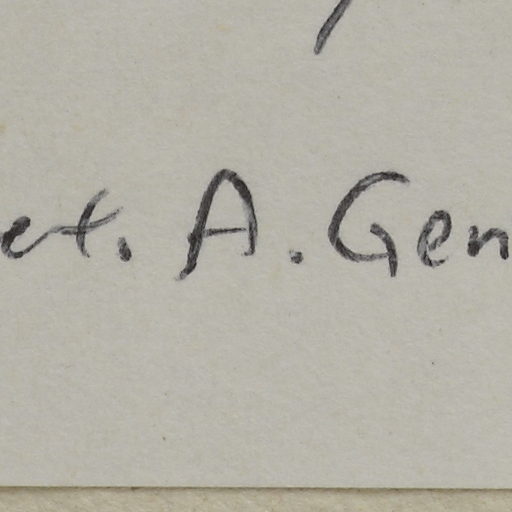 et. A. Gen